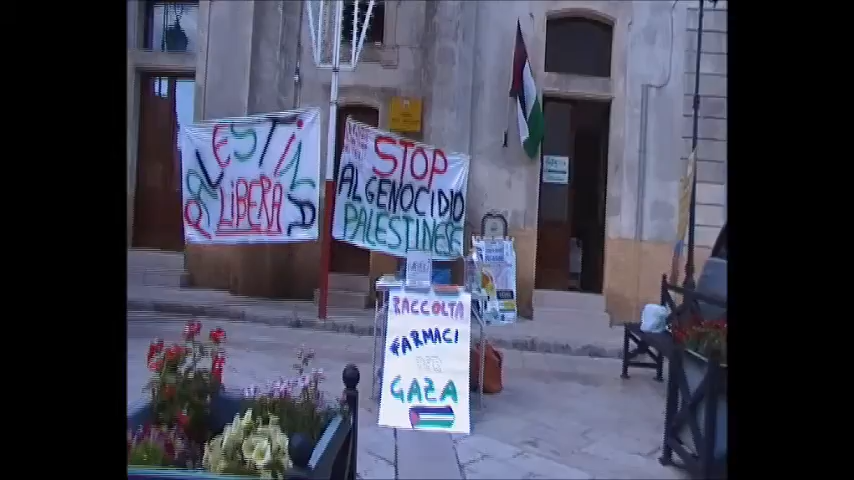 PALESTINA
LIBERA
STOP
AL GENOCIDIO
PALESTINESE
RACCOLTA
FARMACI
PER
GAZA